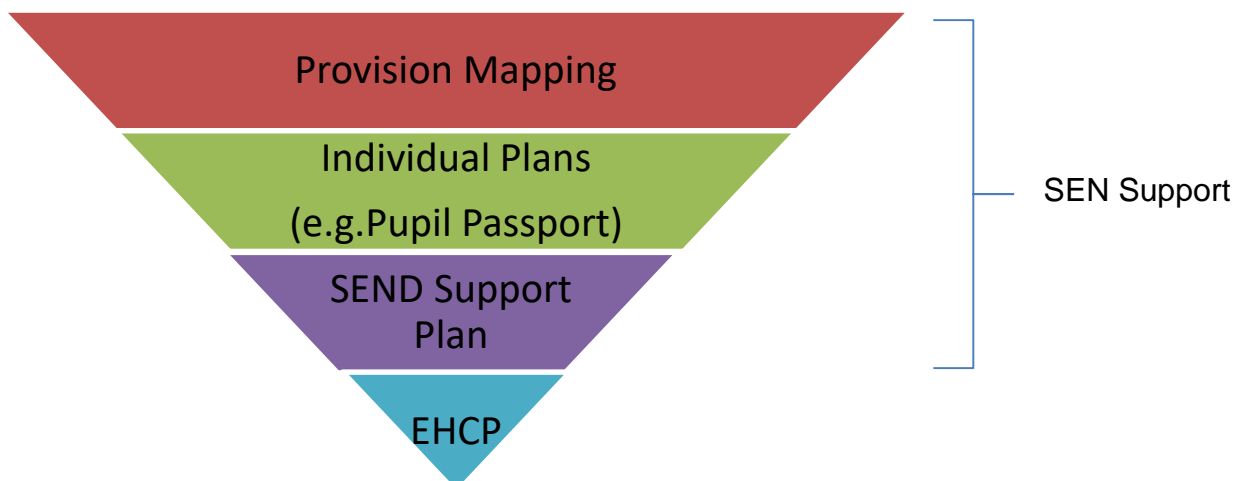 Provision Mapping
Individual Plans
(e.g.Pupil Passport)
SEN Support
SEND Support
Plan
EHCP